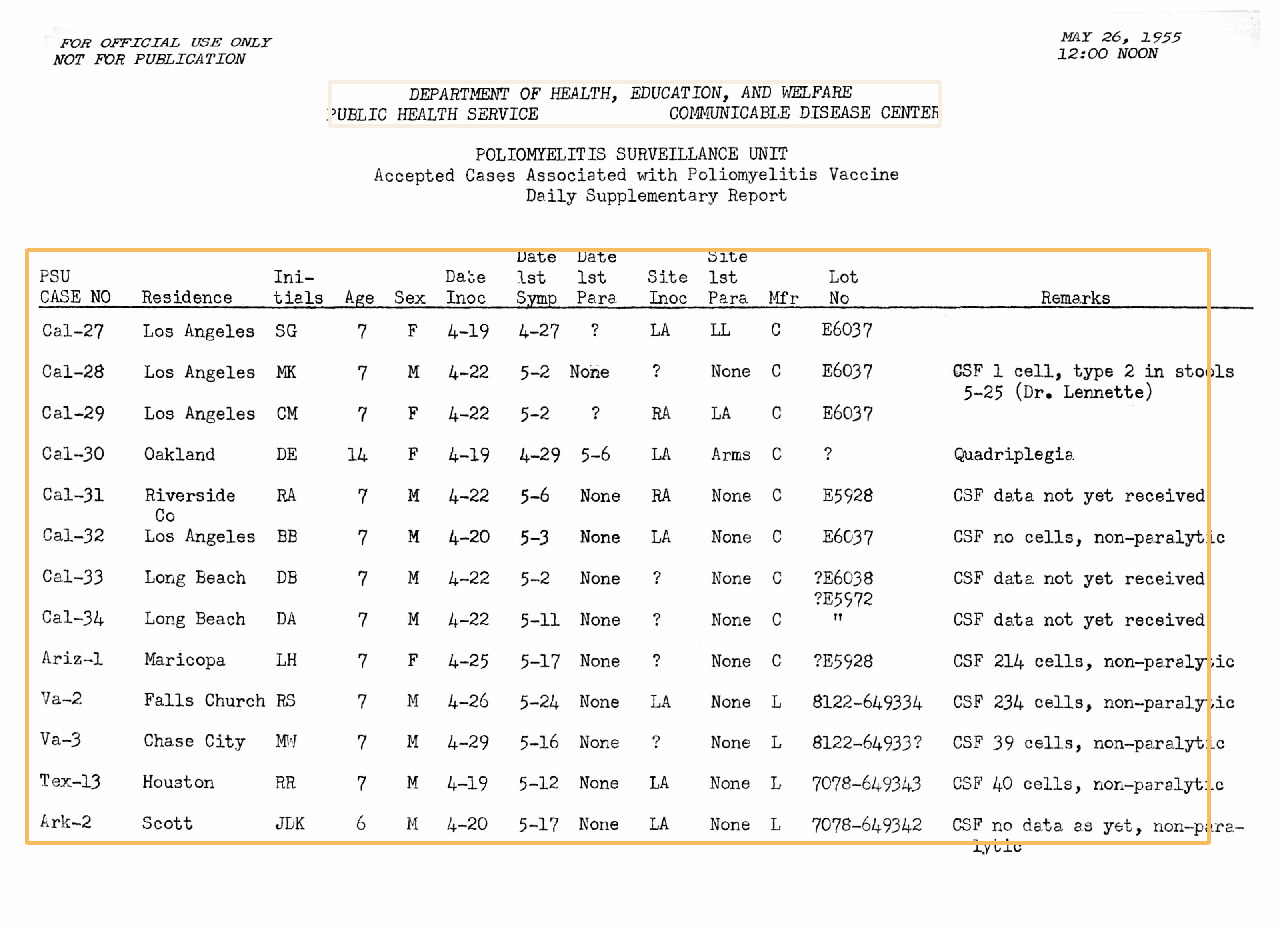 FOR OFFICIAL USE ONLY
NOT FOR PUBLICATION
MAY 26, 1955
12:00 NOON
DEPARTMENT OF HEALTH, EDUCATION, AND WELFARE
PUBLIC HEALTH SERVICE COMMUNICABLE DISEASE CENTER
POLIOMYELITIS SURVEILLANCE UNIT
Accepted Cases Associated with Poliomyelitis Vaccine
Daily Supplementary Report
Date Date Site
PSU Ini- Date 1st 1st Site 1st Lot
CASE NO Residence tials Age Sex Inoc Symp Para Inoc Para Mfr No Remarks
Cal-27 Los Angeles SG 7 F 4-19 4-27 ? LA LL C E6037
Cal-28 Los Angeles MK 7 M 4-22 5-2 None ? None C E6037 CSF 1 cell, type 2 in stools
5-25 (Dr. Lennette)
Cal-29 Los Angeles CM 7 F 4-22 5-2 ? RA LA C E6037
Cal-30 Oakland DE 14 F 4-19 4-29 5-6 LA Arms C ? Quadriplegia
Cal-31 Riverside RA 7 M 4-22 5-6 None RA None C E5928 CSF data not yet received
Co
Cal-32 Los Angeles BB 7 M 4-20 5-3 None LA None C E6037 CSF no cells, non-paralytic
Cal-33 Long Beach DB 7 M 4-22 5-2 None ? None C ?E6038 CSF data not yet received
?E5972
Cal-34 Long Beach DA 7 M 4-22 5-11 None ? None C " CSF data not yet received
Ariz-1 Maricopa LH 7 F 4-25 5-17 None ? None C ?E5928 CSF 214 cells, non-paralytic
Va-2 Falls Church RS 7 M 4-26 5-24 None LA None L 8122-649334 CSF 234 cells, non-paralytic
Va-3 Chase City MW 7 M 4-29 5-16 None ? None L 8122-64933? CSF 39 cells, non-paralytic
Tex-13 Houston RR 7 M 4-19 5-12 None LA None L 7078-649343 CSF 40 cells, non-paralytic
Ark-2 Scott JDK 6 M 4-20 5-17 None LA None L 7078-649342 CSF no data as yet, non-para-
lytic